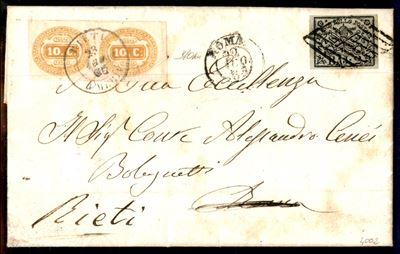 10. C. 10. C.
ROMA
A Sua Eccellenza
Il Sig.r Conte Alessandro Cenci
Bolognetti
Roma
Rieti
4002